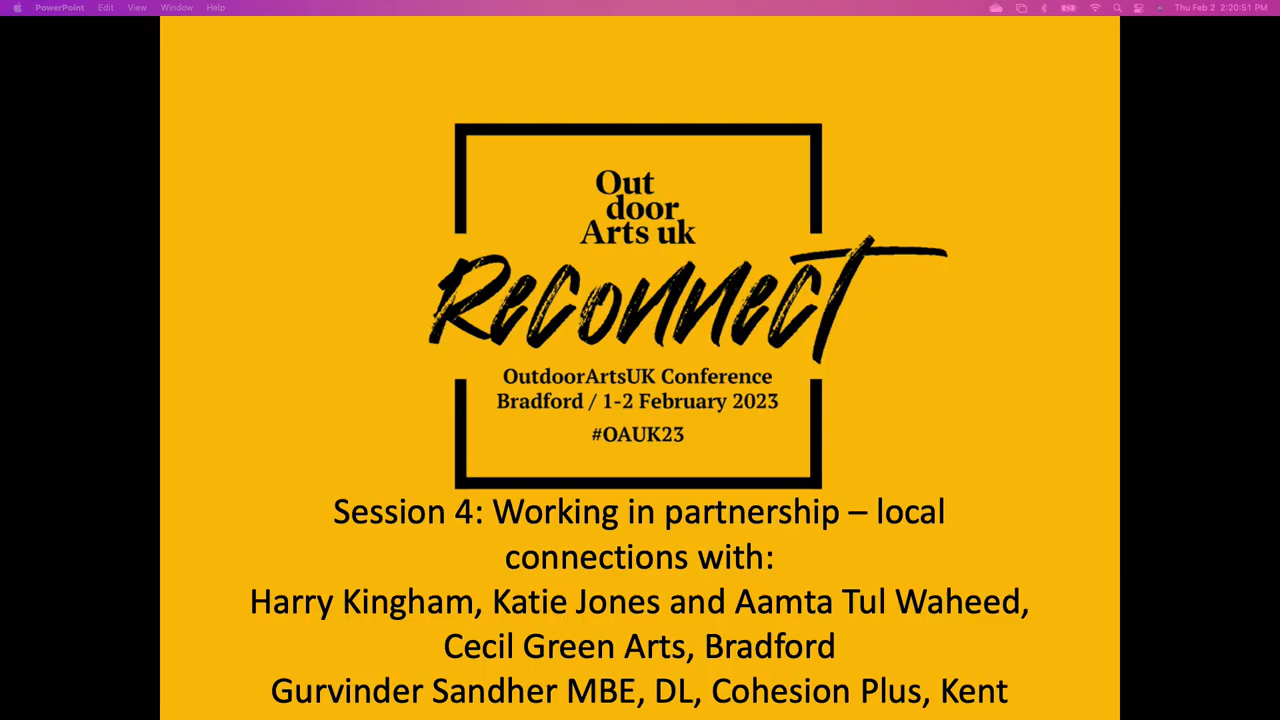 PowerPoint Edit View Window Help Thu Feb 2 2:20:51 PM
Out
door
Arts uk
Reconnect
OutdoorArtsUK Conference
Bradford / 1-2 February 2023
#OAUK23
Session 4: Working in partnership – local
connections with:
Harry Kingham, Katie Jones and Aamta Tul Waheed,
Cecil Green Arts, Bradford
Gurvinder Sandher MBE, DL, Cohesion Plus, Kent